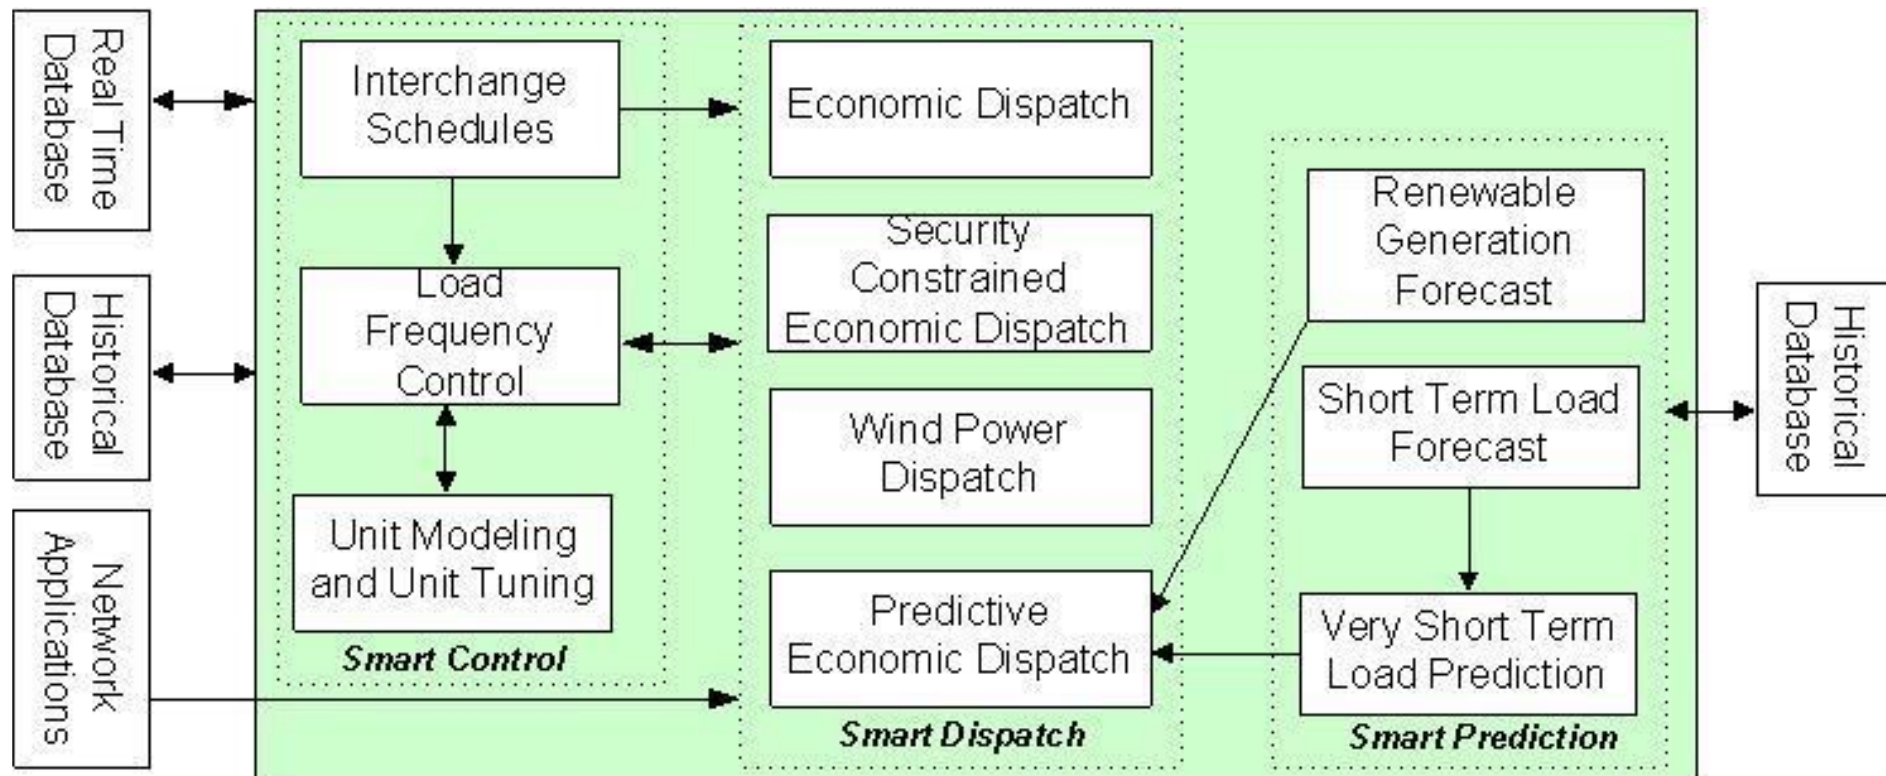 Real Time
Database
Historical
Database
Network
Applications
Interchange
Schedules
Load
Frequency
Control
Unit Modeling
and Unit Tuning
Smart Control
Economic Dispatch
Security
Constrained
Economic Dispatch
Wind Power
Dispatch
Predictive
Economic Dispatch
Smart Dispatch
Renewable
Generation
Forecast
Short Term Load
Forecast
Very Short Term
Load Prediction
Smart Prediction
Historical
Database